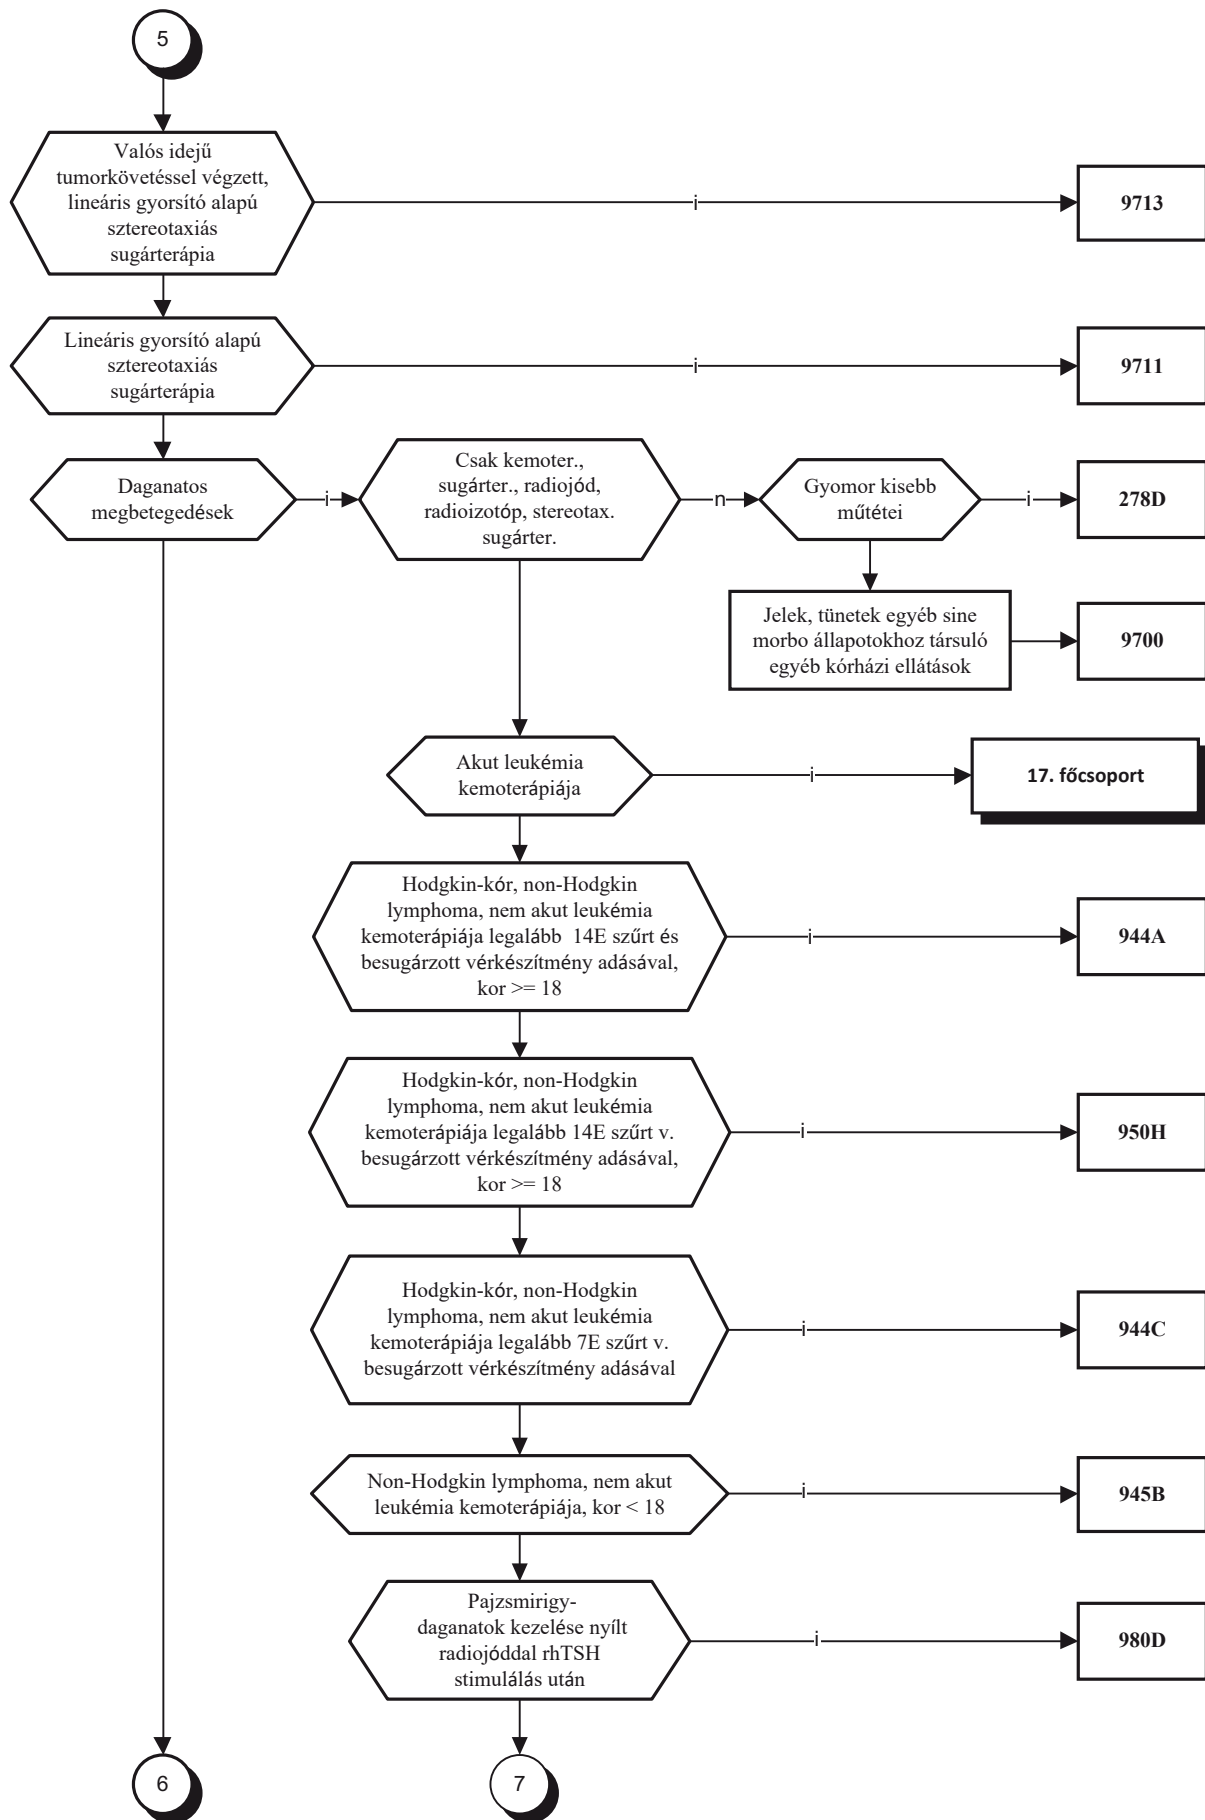 5
Valós idejű
tumorkövetéssel végzett,
lineáris gyorsító alapú
sztereotaxiás
sugárterápia
i
9713
Lineáris gyorsító alapú
sztereotaxiás
sugárterápia
i
9711
Daganatos
megbetegedések
i
Csak kemoter.,
sugárter., radiojód,
radioizotóp, stereotax.
sugárter.
n
Gyomor kisebb
műtétei
i
278D
Jelek, tünetek egyéb sine
morbo állapotokhoz társuló
egyéb kórházi ellátások
9700
Akut leukémia
kemoterápiája
i
17. főcsoport
Hodgkin-kór, non-Hodgkin
lymphoma, nem akut leukémia
kemoterápiája legalább 14E szűrt és
besugárzott vérkészítmény adásával,
kor >= 18
i
944A
Hodgkin-kór, non-Hodgkin
lymphoma, nem akut leukémia
kemoterápiája legalább 14E szűrt v.
besugárzott vérkészítmény adásával,
kor >= 18
i
950H
Hodgkin-kór, non-Hodgkin
lymphoma, nem akut leukémia
kemoterápiája legalább 7E szűrt v.
besugárzott vérkészítmény adásával
i
944C
Non-Hodgkin lymphoma, nem akut
leukémia kemoterápiája, kor < 18
i
945B
Pajzsmirigy-
daganatok kezelése nyílt
radiojóddal rhTSH
stimulálás után
i
980D
6
7